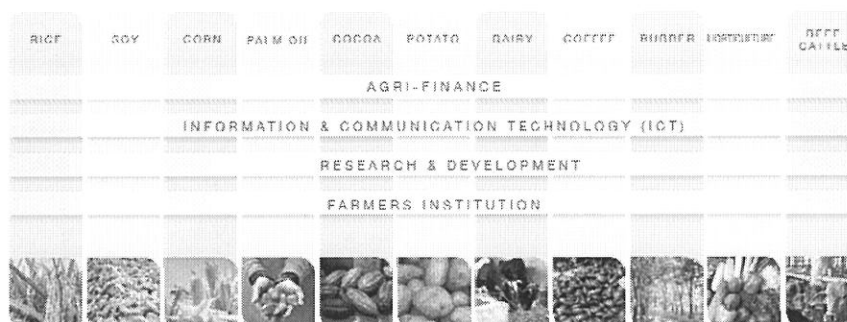 RICE SOY CORN PALM OIL COCOA POTATO DAIRY COFFEE RUBBER HORTICULTURE BEEF CATTLE
AGRI-FINANCE
INFORMATION & COMMUNICATION TECHNOLOGY (ICT)
RESEARCH & DEVELOPMENT
FARMERS INSTITUTION